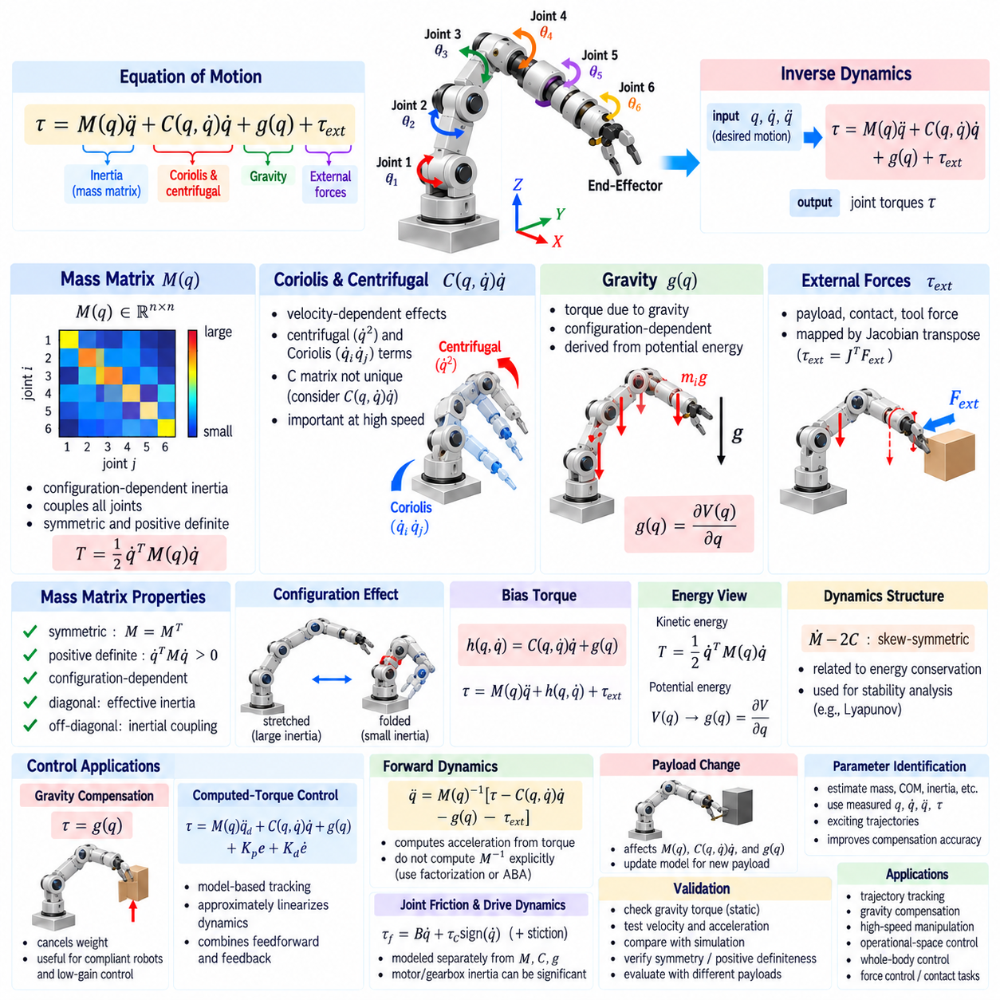 Equation of Motion
τ = M(q)q̈ + C(q, q̇)q̇ + g(q) + τ_ext
Inertia
(mass matrix)
Coriolis &
centrifugal
Gravity
External
forces
Joint 1
q₁
Joint 2
q₂
Joint 3
θ₃
Joint 4
θ₄
Joint 5
θ₅
Joint 6
θ₆
End-Effector
Z
Y
X
Inverse Dynamics
input q, q̇, q̈
(desired motion)
τ = M(q)q̈ + C(q, q̇)q̇
+ g(q) + τ_ext
output joint torques τ
Mass Matrix M(q)
M(q) ∈ ℝⁿˣⁿ
joint i
1
2
3
4
5
6
1 2 3 4 5 6
joint j
large
small
• configuration-dependent inertia
• couples all joints
• symmetric and positive definite
T = 1/2 q̇ᵀM(q)q̇
Coriolis & Centrifugal C(q, q̇)q̇
• velocity-dependent effects
• centrifugal (q̇²) and
Coriolis (q̇ᵢq̇ⱼ) terms
• C matrix not unique
(consider C(q, q̇)q̇)
• important at high speed
Centrifugal
(q̇²)
Coriolis
(q̇ᵢ q̇ⱼ)
Gravity g(q)
• torque due to gravity
• configuration-dependent
• derived from potential energy
mᵢg
g
g(q) = ∂V(q)/∂q
External Forces τ_ext
• payload, contact, tool force
• mapped by Jacobian transpose
(τ_ext = JᵀF_ext)
F_ext
Mass Matrix Properties
✓ symmetric : M = Mᵀ
✓ positive definite : q̇ᵀMq̇ > 0
✓ configuration-dependent
✓ diagonal: effective inertia
✓ off-diagonal: inertial coupling
Configuration Effect
stretched
(large inertia)
folded
(small inertia)
Bias Torque
h(q, q̇) = C(q, q̇)q̇ + g(q)
τ = M(q)q̈ + h(q, q̇) + τ_ext
Energy View
Kinetic energy
T = 1/2 q̇ᵀM(q)q̇
Potential energy
V(q) → g(q) = ∂V/∂q
Dynamics Structure
Ṁ − 2C : skew-symmetric
• related to energy conservation
• used for stability analysis
(e.g., Lyapunov)
Control Applications
Gravity Compensation
τ = g(q)
• cancels weight
• useful for compliant robots
and low-gain control
Computed-Torque Control
τ = M(q)q̈_d + C(q, q̇)q̇ + g(q)
+ K_p e + K_d ė
• model-based tracking
• approximately linearizes
dynamics
• combines feedforward
and feedback
Forward Dynamics
q̈ = M(q)⁻¹[τ − C(q, q̇)q̇
− g(q) − τ_ext]
• computes acceleration from torque
• do not compute M⁻¹ explicitly
(use factorization or ABA)
Joint Friction & Drive Dynamics
τ_f = Bq̇ + τ_c sign(q̇) (+ stiction)
• modeled separately from M, C, g
• motor/gearbox inertia can be significant
Payload Change
• affects M(q), C(q, q̇)q̇, and g(q)
• update model for new payload
Validation
• check gravity torque (static)
• test velocity and acceleration
• compare with simulation
• verify symmetry / positive definiteness
• evaluate with different payloads
Parameter Identification
• estimate mass, COM, inertia, etc.
• use measured q, q̇, q̈, τ
• exciting trajectories
• improves compensation accuracy
Applications
• trajectory tracking
• gravity compensation
• high-speed manipulation
• operational-space control
• whole-body control
• force control / contact tasks